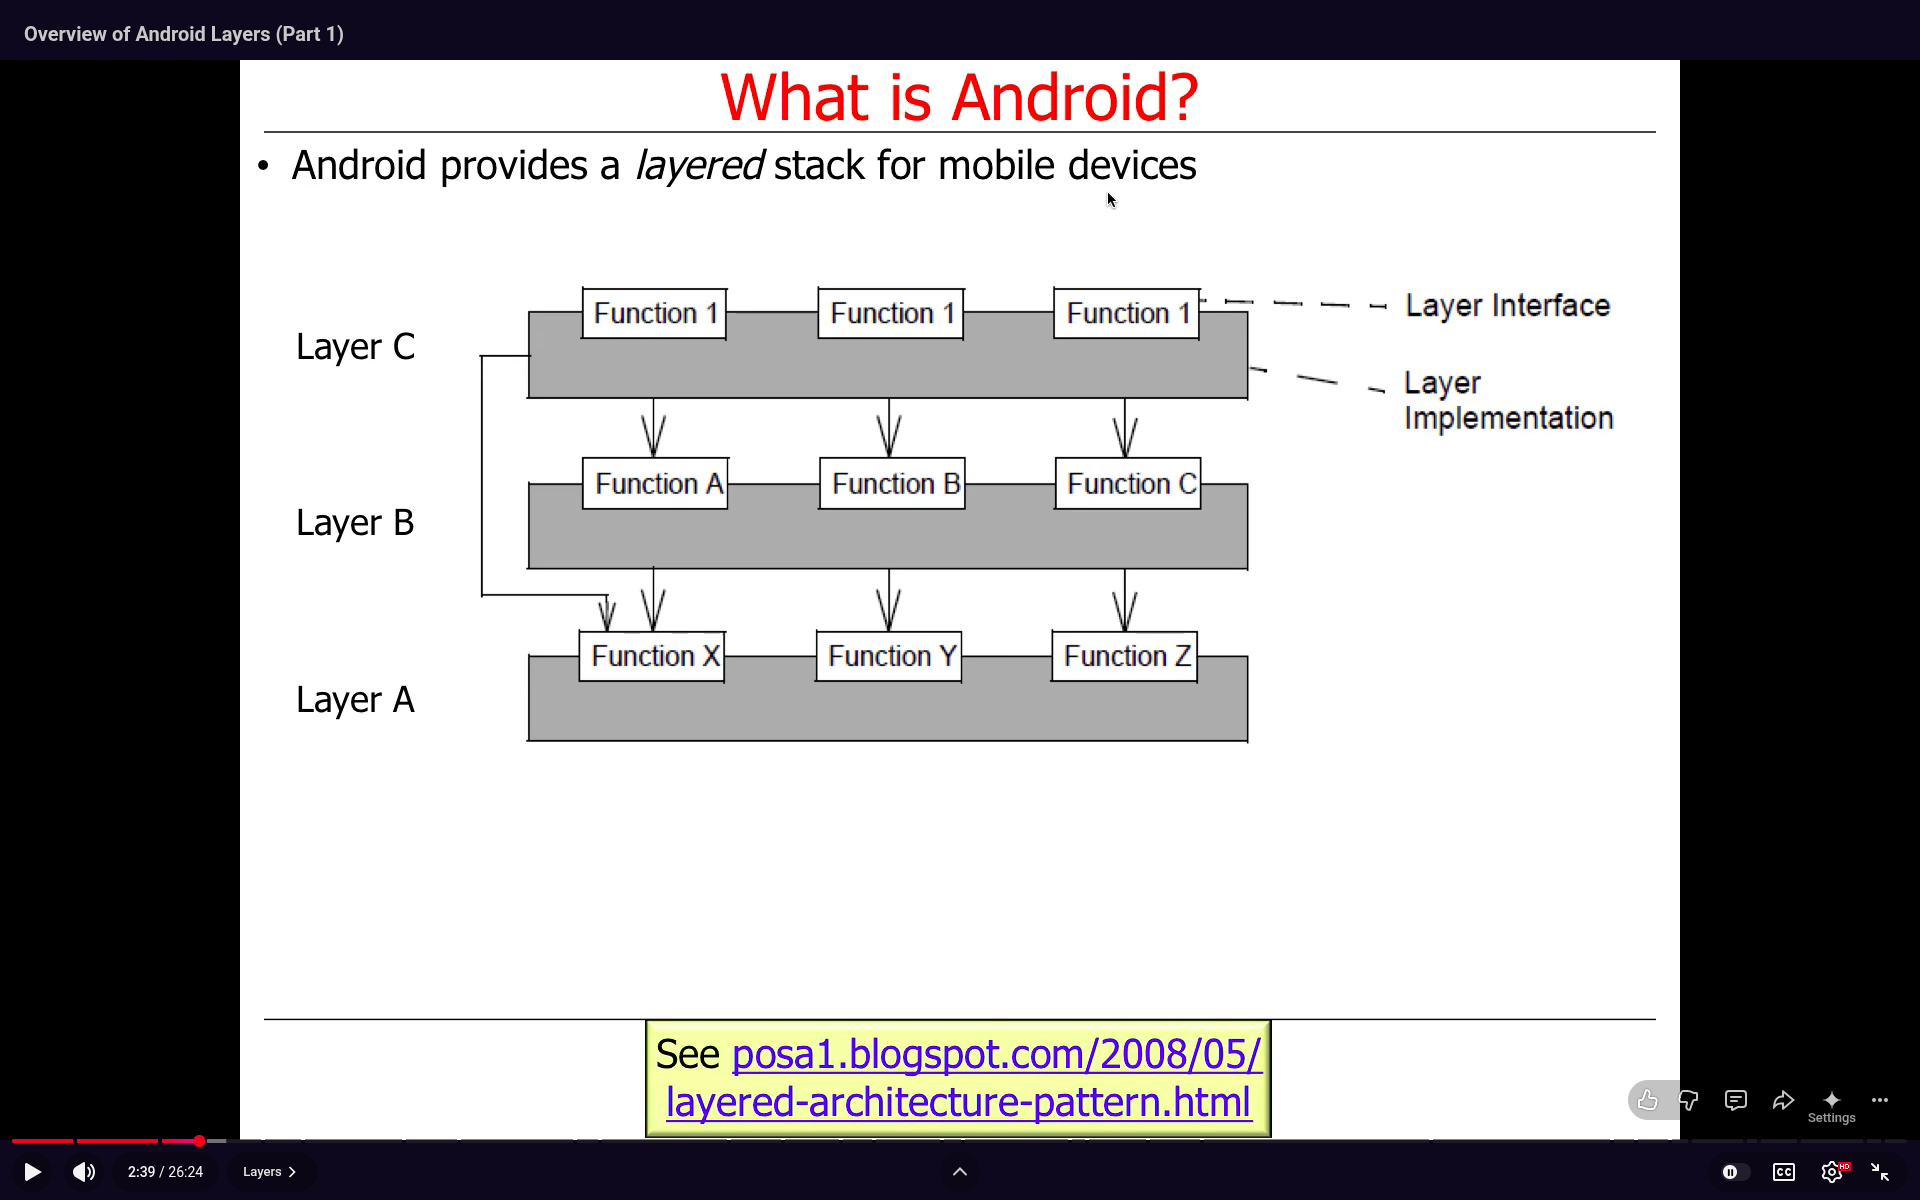 Overview of Android Layers (Part 1)
What is Android?
• Android provides a layered stack for mobile devices
Function 1 Function 1 Function 1
Layer Interface
Layer C
Layer
Implementation
Function A Function B Function C
Layer B
Function X Function Y Function Z
Layer A
See posa1.blogspot.com/2008/05/
layered-architecture-pattern.html
Settings
2:39 / 26:24
Layers
CC
HD